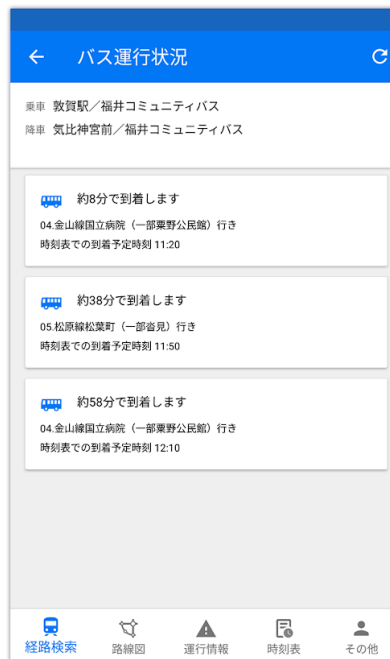 バス運行状況
乗車 敦賀駅／福井コミュニティバス
降車 気比神宮前／福井コミュニティバス
約8分で到着します
04.金山線国立病院（一部粟野公民館）行き
時刻表での到着予定時刻 11:20
約38分で到着します
05.松原線松葉町（一部沓見）行き
時刻表での到着予定時刻 11:50
約58分で到着します
04.金山線国立病院（一部粟野公民館）行き
時刻表での到着予定時刻 12:10
経路検索 路線図 運行情報 時刻表 その他